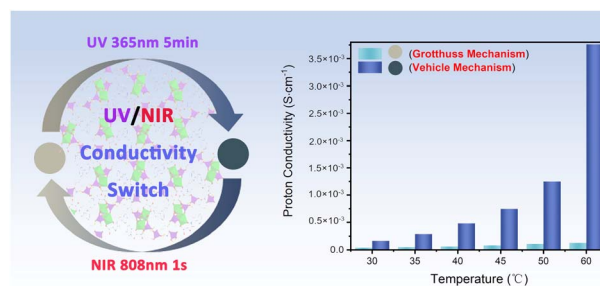 UV 365nm 5min
UV/NIR
Conductivity
Switch
NIR 808nm 1s
Proton Conductivity (S·cm⁻¹)
3.5×10⁻³
3.0×10⁻³
2.5×10⁻³
2.0×10⁻³
1.5×10⁻³
1.0×10⁻³
0.5×10⁻³
0.0
(Grotthuss Mechanism)
(Vehicle Mechanism)
30 35 40 45 50 60
Temperature (℃)